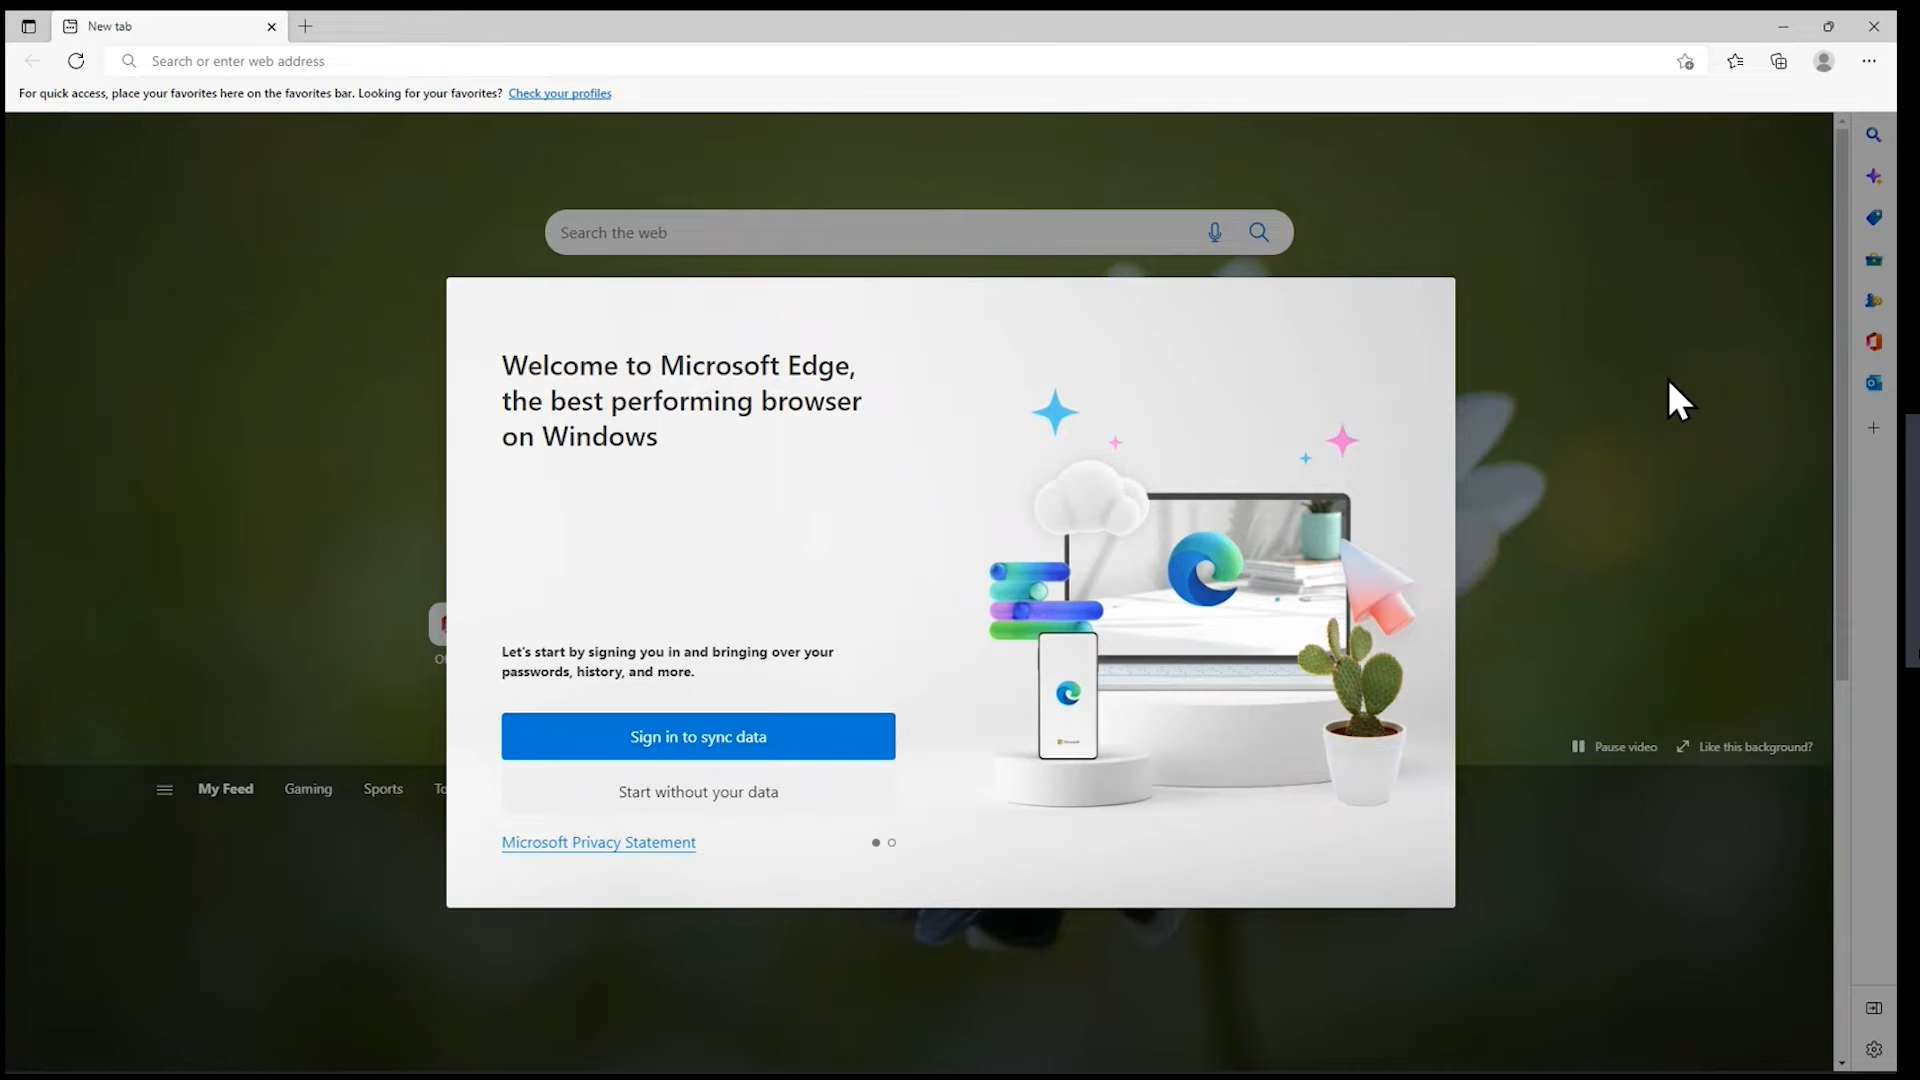 New tab
Search or enter web address
For quick access, place your favorites here on the favorites bar. Looking for your favorites? Check your profiles
Search the web
Welcome to Microsoft Edge,
the best performing browser
on Windows
Let's start by signing you in and bringing over your
passwords, history, and more.
Sign in to sync data
Start without your data
Microsoft Privacy Statement
Pause video
Like this background?
My Feed
Gaming
Sports